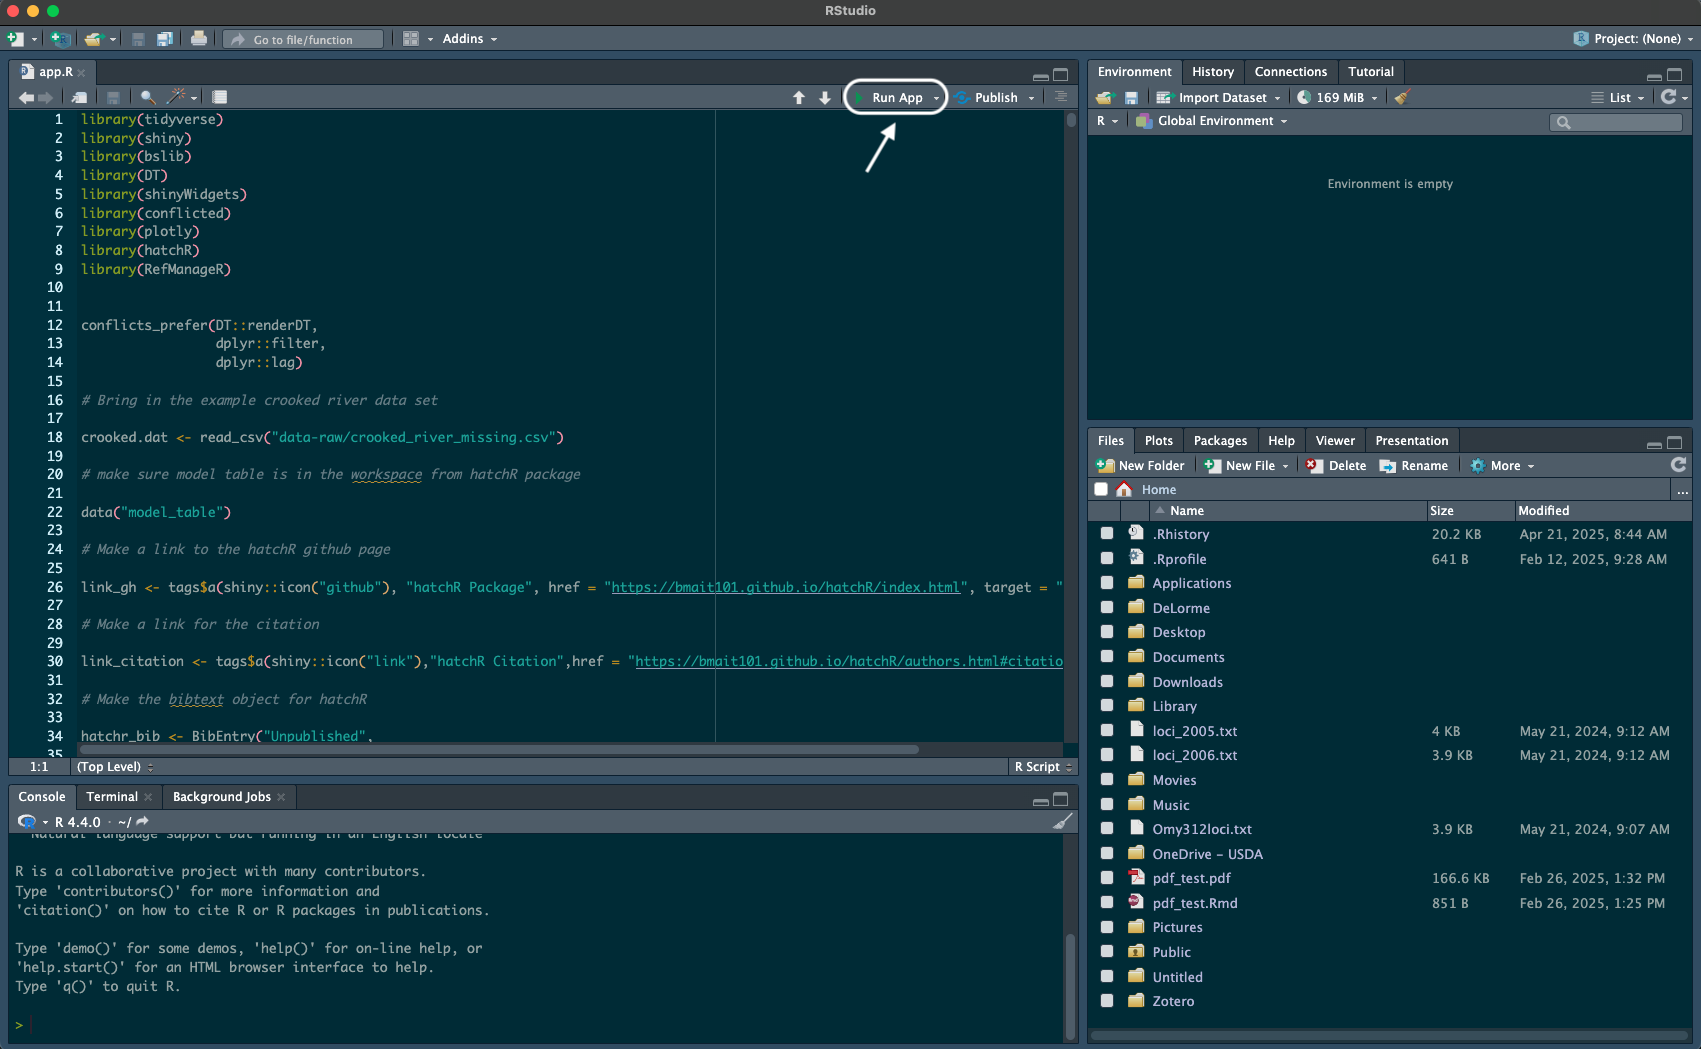 RStudio
Go to file/function
Addins
Project: (None)
app.R
Run App
Publish
1 library(tidyverse)
2 library(shiny)
3 library(bslib)
4 library(DT)
5 library(shinyWidgets)
6 library(conflicted)
7 library(plotly)
8 library(hatchR)
9 library(RefManageR)
10
11
12 conflicts_prefer(DT::renderDT,
13 dplyr::filter,
14 dplyr::lag)
15
16 # Bring in the example crooked river data set
17
18 crooked.dat <- read_csv("data-raw/crooked_river_missing.csv")
19
20 # make sure model table is in the workspace from hatchR package
21
22 data("model_table")
23
24 # Make a link to the hatchR github page
25
26 link_gh <- tags$a(shiny::icon("github"), "hatchR Package", href = "https://bmait101.github.io/hatchR/index.html", target = "
27
28 # Make a link for the citation
29
30 link_citation <- tags$a(shiny::icon("link"),"hatchR Citation",href = "https://bmait101.github.io/hatchR/authors.html#citatio
31
32 # Make the bibtext object for hatchR
33
34 hatchr_bib <- BibEntry("Unpublished",
35
1:1 (Top Level) R Script
Console Terminal Background Jobs
R 4.4.0 · ~/
Natural language support but running in an English locale
R is a collaborative project with many contributors.
Type 'contributors()' for more information and
'citation()' on how to cite R or R packages in publications.
Type 'demo()' for some demos, 'help()' for on-line help, or
'help.start()' for an HTML browser interface to help.
Type 'q()' to quit R.
>
Environment History Connections Tutorial
Import Dataset 169 MiB List
R Global Environment
Environment is empty
Files Plots Packages Help Viewer Presentation
New Folder New File Delete Rename More
Home ...
Name Size Modified
.Rhistory 20.2 KB Apr 21, 2025, 8:44 AM
.Rprofile 641 B Feb 12, 2025, 9:28 AM
Applications
DeLorme
Desktop
Documents
Downloads
Library
loci_2005.txt 4 KB May 21, 2024, 9:12 AM
loci_2006.txt 3.9 KB May 21, 2024, 9:12 AM
Movies
Music
Omy312loci.txt 3.9 KB May 21, 2024, 9:07 AM
OneDrive - USDA
pdf_test.pdf 166.6 KB Feb 26, 2025, 1:32 PM
pdf_test.Rmd 851 B Feb 26, 2025, 1:25 PM
Pictures
Public
Untitled
Zotero